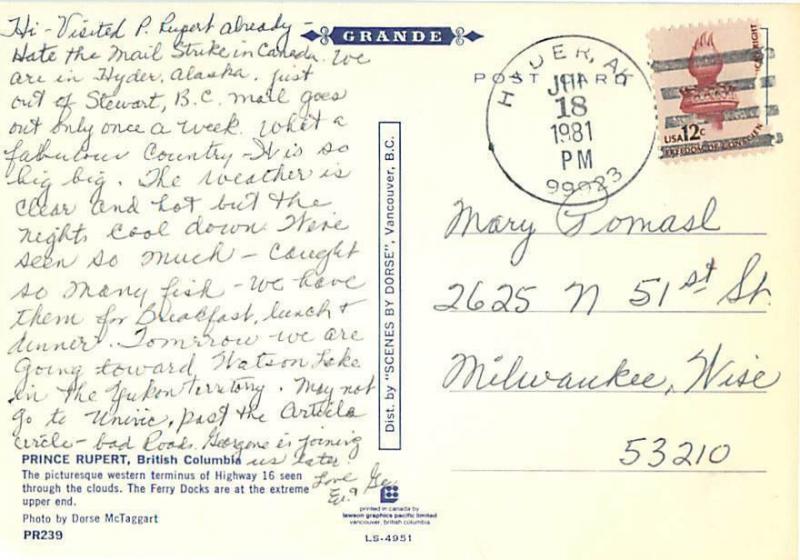 Hi - Visited P. Rupert already -
Hate the Mail Strike in Canada. We
are in Hyder, Alaska. just
out of Stewart, B.C. mail goes
out only once a week. What a
fabulous Country - It is so
big big. The weather is
clear and hot but the
nights cool down. We've
seen so much - caught
so many fish - we have
them for Breakfast, lunch +
dinner. Tomrrow we are
going toward Watson Lake
in the Yukon Territory. May not
go to , past the Article
circle - bad Road. Georgene is joining
us later.
Love
PRINCE RUPERT, British Columbia
The picturesque western terminus of Highway 16 seen
through the clouds. The Ferry Docks are at the extreme
upper end.
Photo by Dorse McTaggart
PR239
GRANDE
POST CARD
Dist. by "SCENES BY DORSE", Vancouver, B.C.
printed in canada by
lawson graphics pacific limited
vancouver, british columbia
LS-4951
HYDER, AK
18
1981
PM
99923
USA 12c
Mary Tomasl
2625 N 51st St.
Milwaukee, Wise
53210